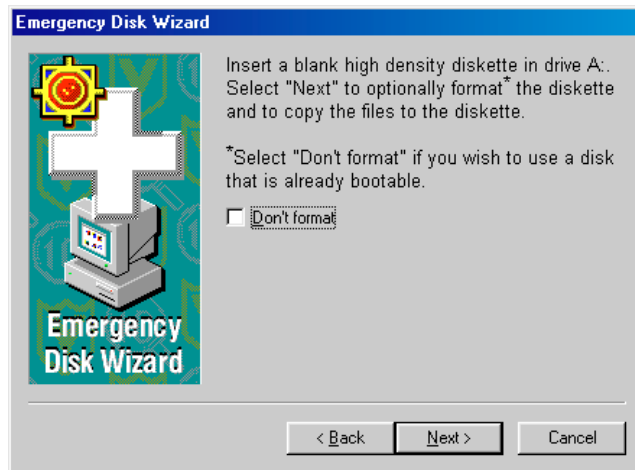 Emergency Disk Wizard
Insert a blank high density diskette in drive A:.
Select "Next" to optionally format* the diskette
and to copy the files to the diskette.
*Select "Don't format" if you wish to use a disk
that is already bootable.
Don't format
Emergency
Disk Wizard
< Back
Next >
Cancel